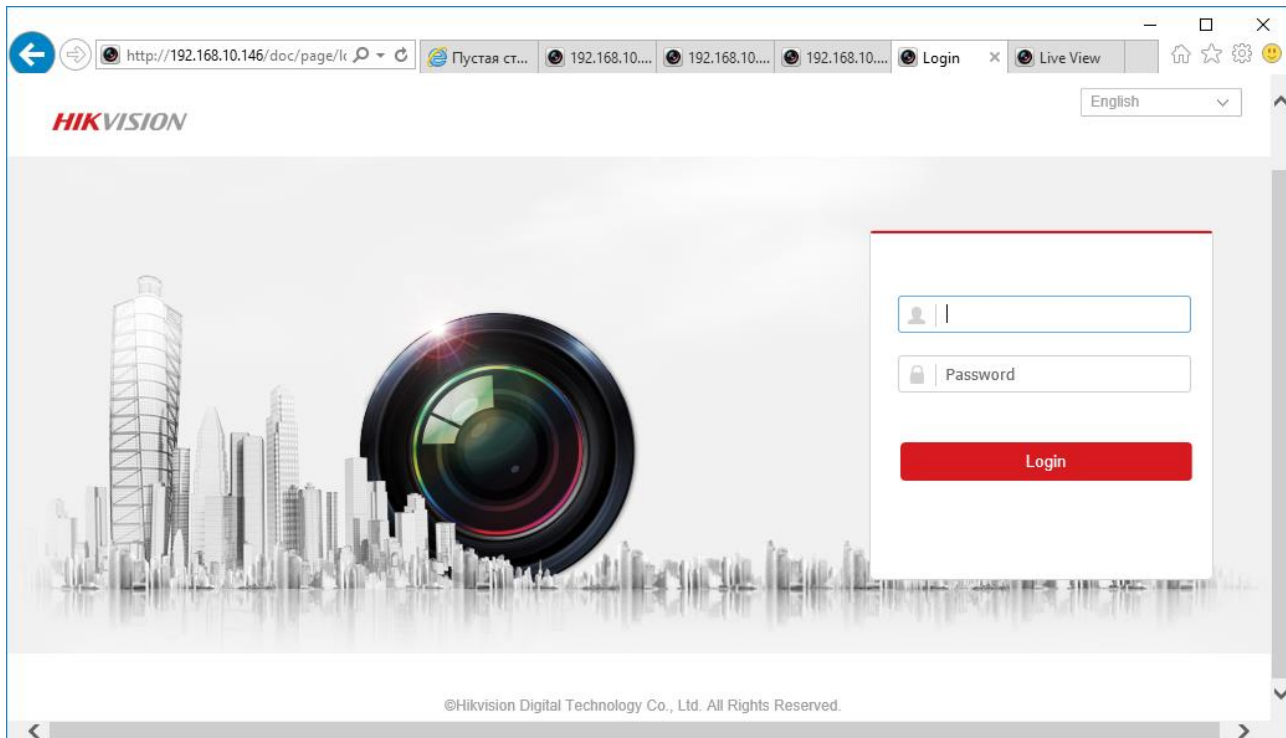 http://192.168.10.146/doc/page/lo
Пустая ст...
192.168.10....
192.168.10....
192.168.10....
Login
Live View
English
HIKVISION
Password
Login
©Hikvision Digital Technology Co., Ltd. All Rights Reserved.